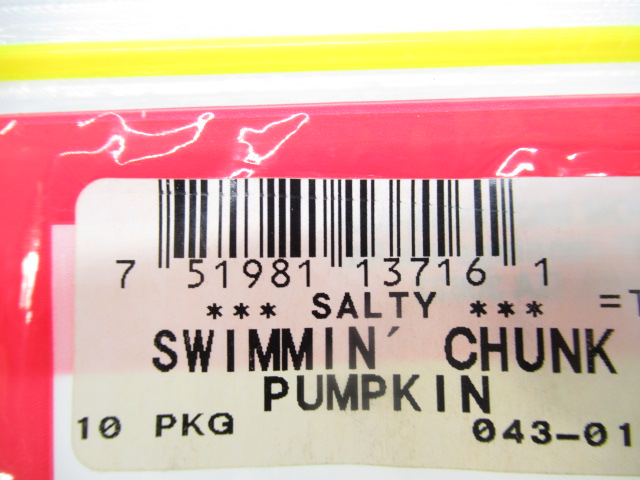 7 51981 13716 1
*** SALTY *** =T
SWIMMIN' CHUNK
PUMPKIN
10 PKG 043-01